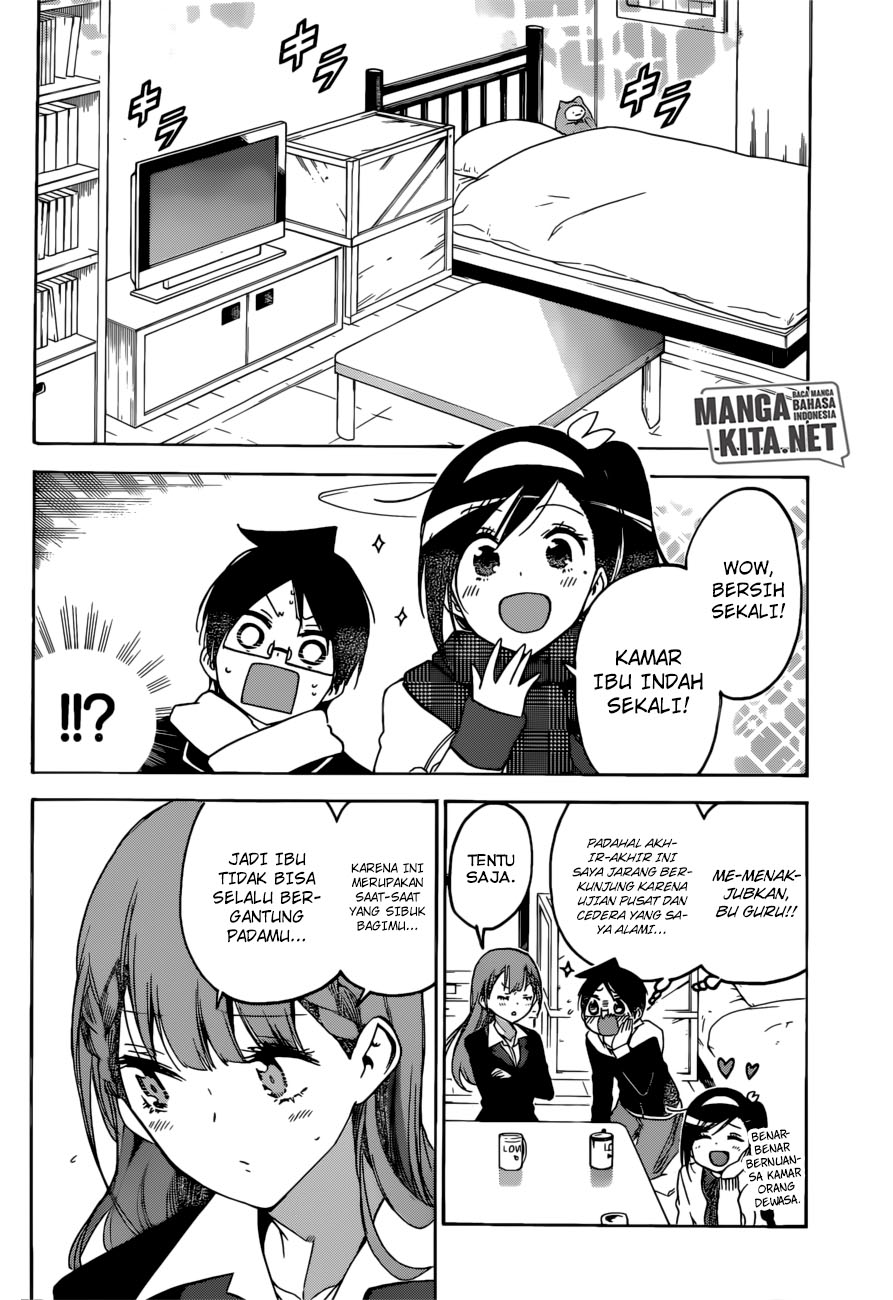 キラ
キラ
キラ
MANGA
KITA.NET
BACA MANGA
BAHASA
INDONESIA
WOW,
BERSIH
SEKALI!
KAMAR
IBU INDAH
SEKALI!
!!?
ME-MENAK-
JUBKAN,
BU GURU!!
PADAHAL AKH-
IR-AKHIR INI
SAYA JARANG BER-
KUNJUNG KARENA
UJIAN PUSAT DAN
CEDERA YANG SA-
YA ALAMI...
TENTU
SAJA.
LOVE
BENAR-
BENAR
BERNUAN-
SA KAMAR
ORANG
DEWASA.
KARENA INI
MERUPAKAN
SAAT-SAAT
YANG SIBUK
BAGIMU...
JADI IBU
TIDAK BISA
SELALU BER-
GANTUNG
PADAMU...